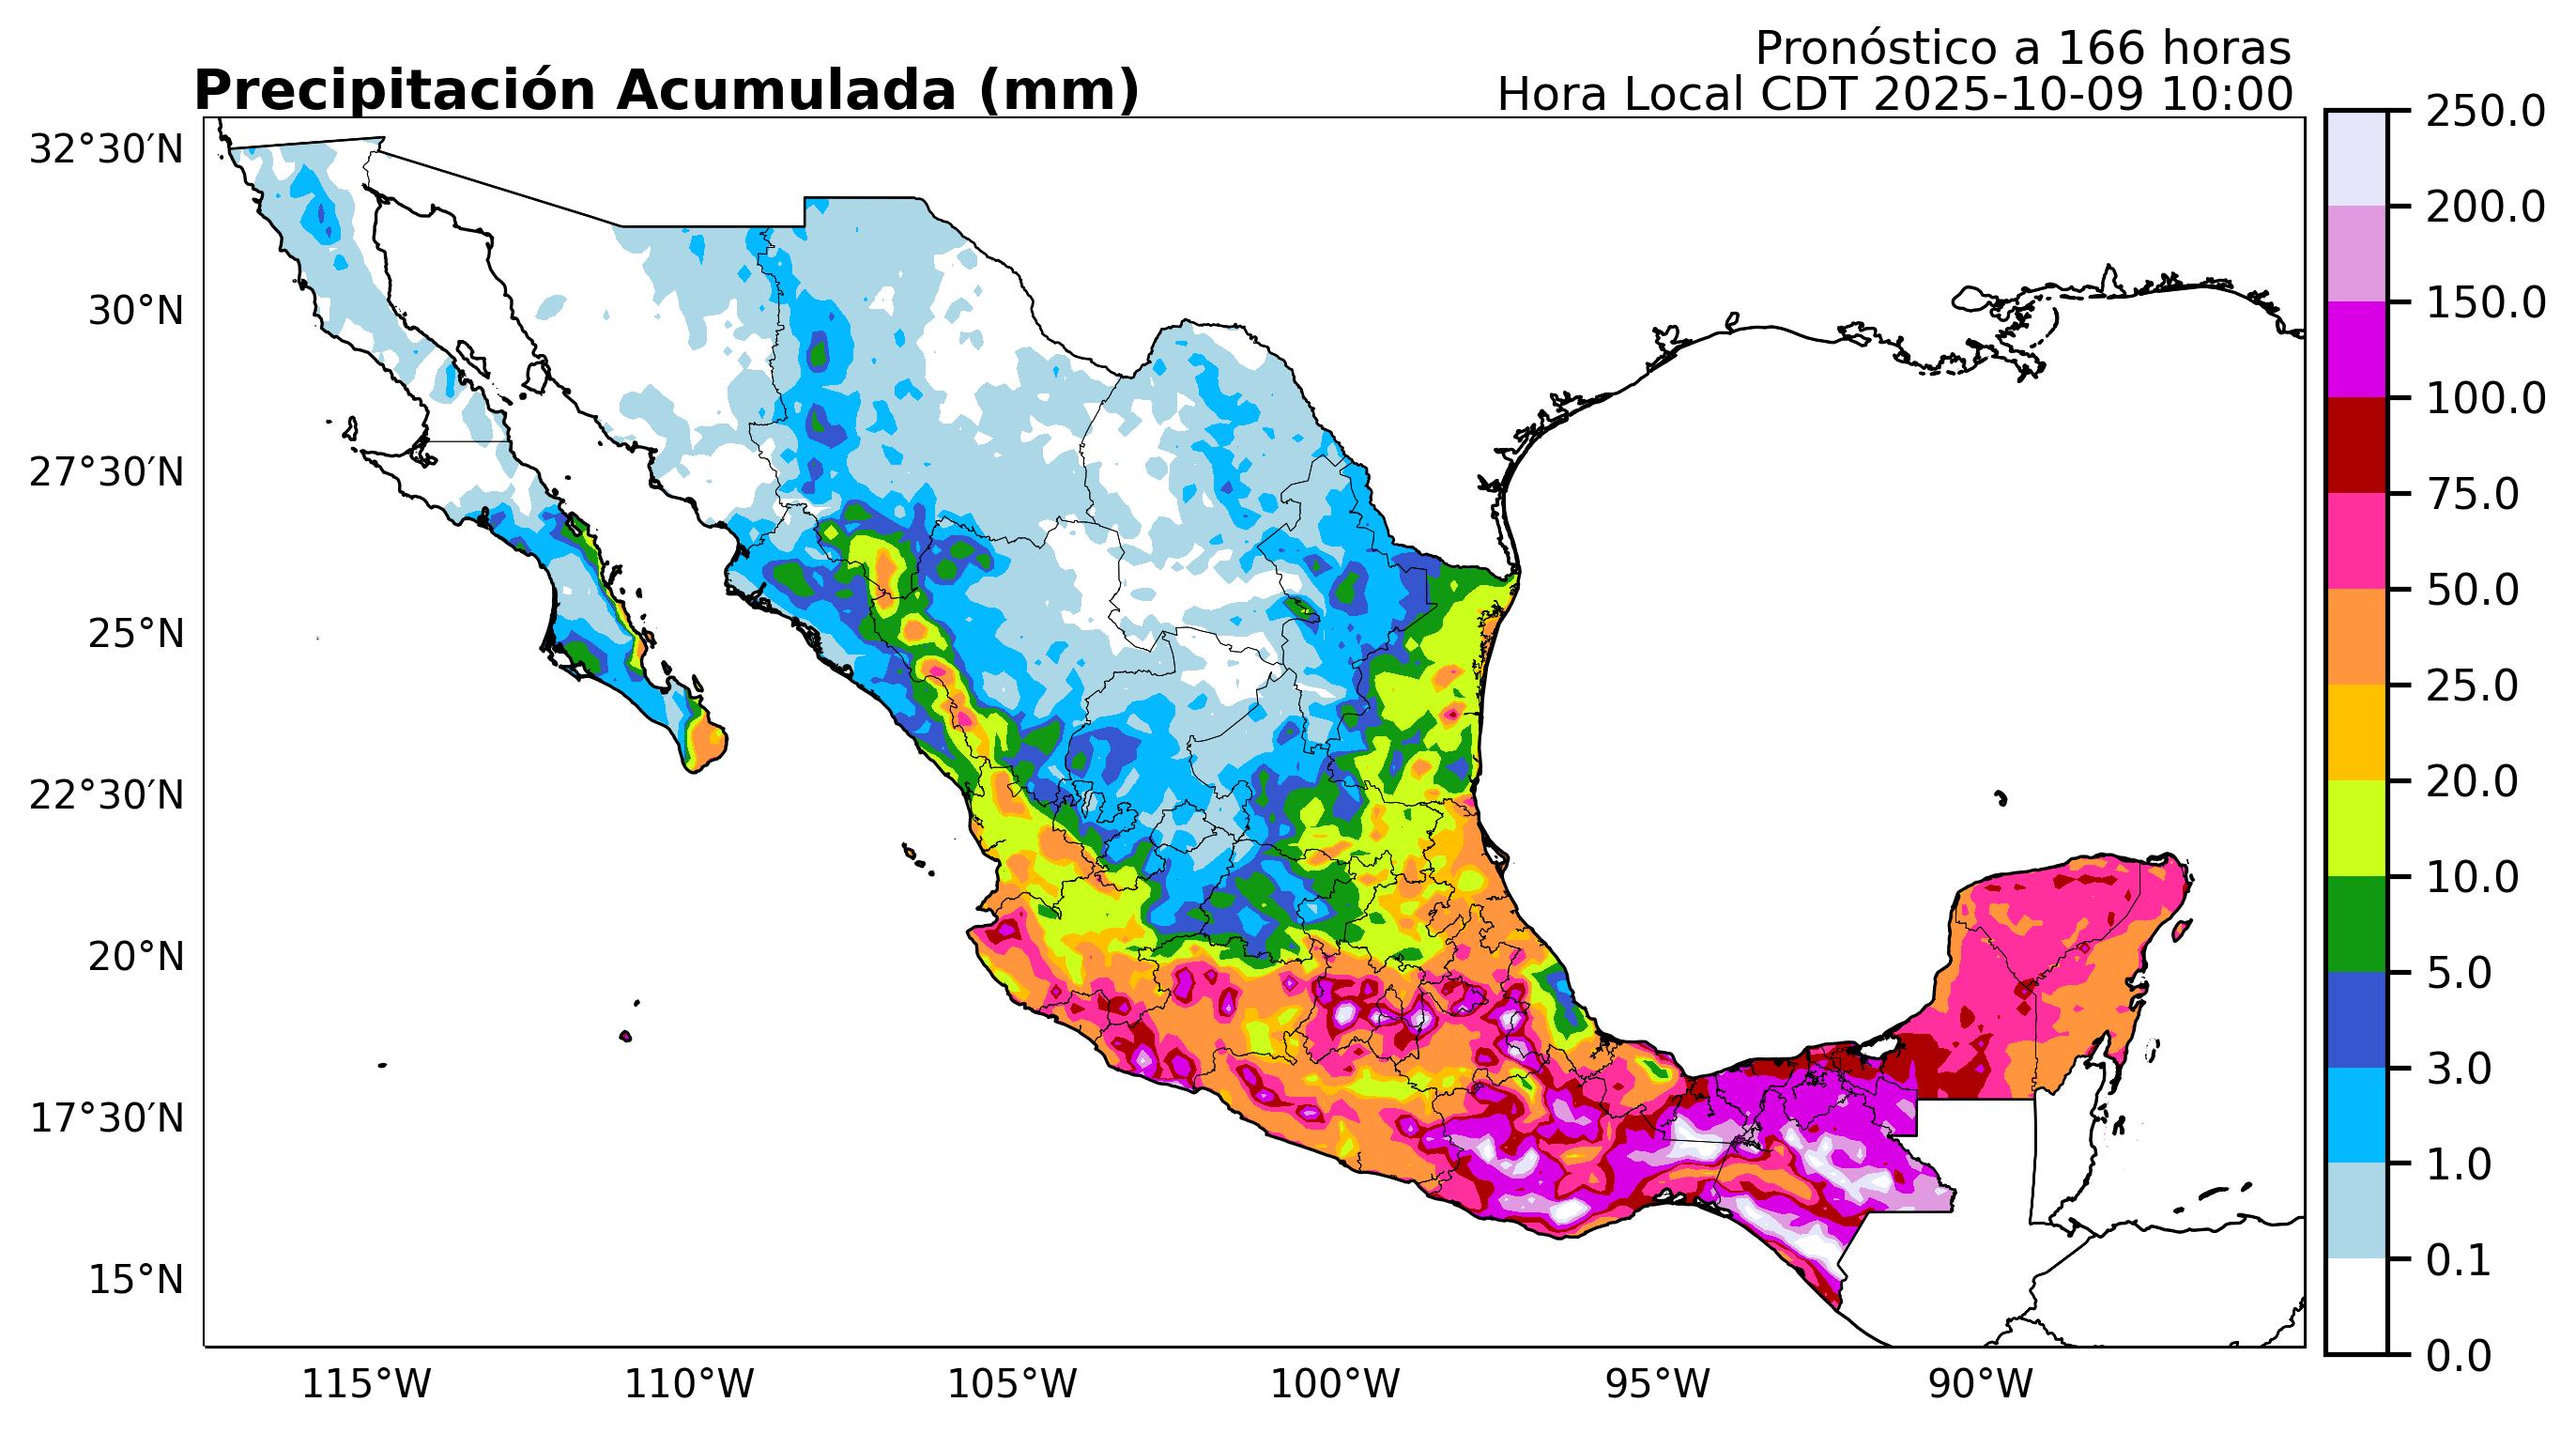 Pronóstico a 166 horas
Precipitación Acumulada (mm)
Hora Local CDT 2025-10-09 10:00
32°30′N
30°N
27°30′N
25°N
22°30′N
20°N
17°30′N
15°N
115°W
110°W
105°W
100°W
95°W
90°W
250.0
200.0
150.0
100.0
75.0
50.0
25.0
20.0
10.0
5.0
3.0
1.0
0.1
0.0